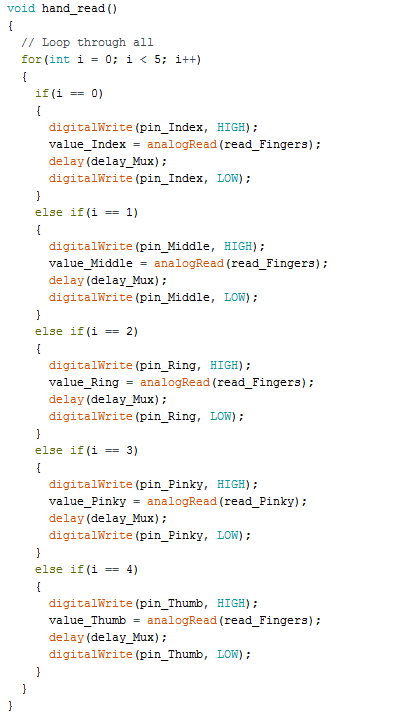 void hand_read()
{
  // Loop through all
  for(int i = 0; i < 5; i++)
  {
    if(i == 0)
    {
      digitalWrite(pin_Index, HIGH);
      value_Index = analogRead(read_Fingers);
      delay(delay_Mux);
      digitalWrite(pin_Index, LOW);
    }
    else if(i == 1)
    {
      digitalWrite(pin_Middle, HIGH);
      value_Middle = analogRead(read_Fingers);
      delay(delay_Mux);
      digitalWrite(pin_Middle, LOW);
    }
    else if(i == 2)
    {
      digitalWrite(pin_Ring, HIGH);
      value_Ring = analogRead(read_Fingers);
      delay(delay_Mux);
      digitalWrite(pin_Ring, LOW);
    }
    else if(i == 3)
    {
      digitalWrite(pin_Pinky, HIGH);
      value_Pinky = analogRead(read_Pinky);
      delay(delay_Mux);
      digitalWrite(pin_Pinky, LOW);
    }
    else if(i == 4)
    {
      digitalWrite(pin_Thumb, HIGH);
      value_Thumb = analogRead(read_Fingers);
      delay(delay_Mux);
      digitalWrite(pin_Thumb, LOW);
    }
  }
}